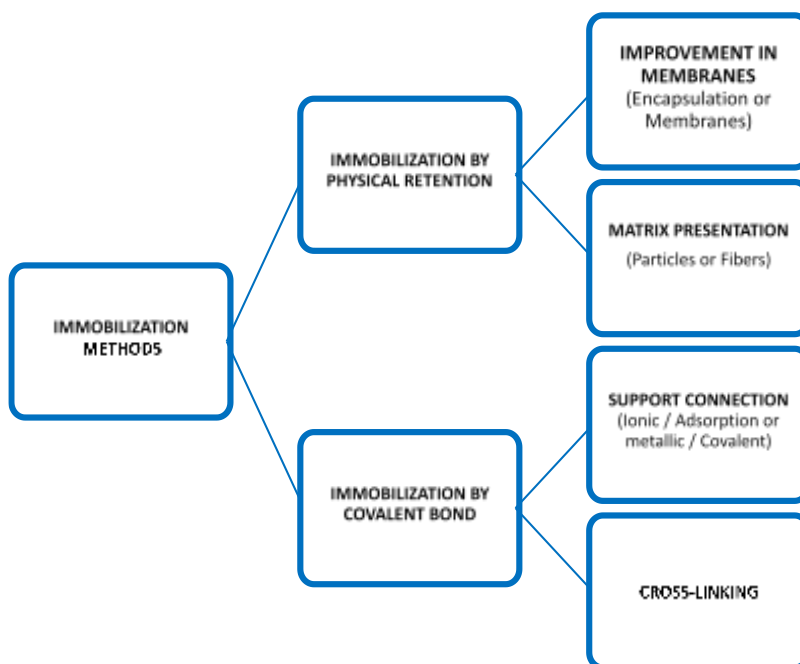 IMMOBILIZATION
METHODS
IMMOBILIZATION BY
PHYSICAL RETENTION
IMPROVEMENT IN
MEMBRANES
(Encapsulation or
Membranes)
MATRIX PRESENTATION
(Particles or Fibers)
IMMOBILIZATION BY
COVALENT BOND
SUPPORT CONNECTION
(Ionic / Adsorption or
metallic / Covalent)
CROSS-LINKING